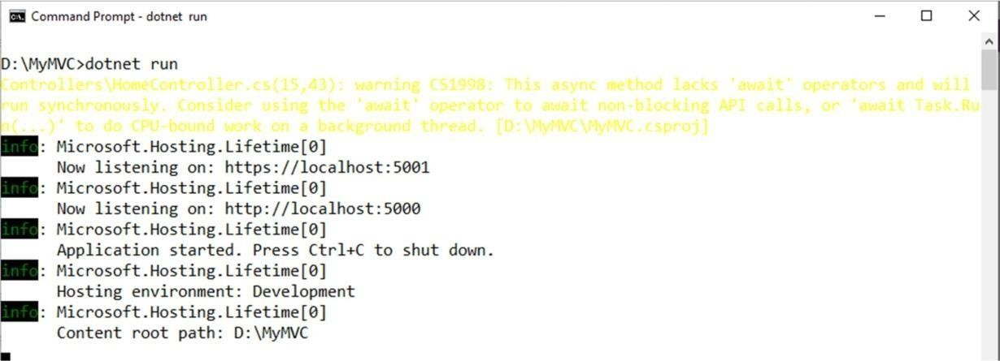 Command Prompt - dotnet run
D:\MyMVC>dotnet run
Controllers\HomeController.cs(15,43): warning CS1998: This async method lacks 'await' operators and will
run synchronously. Consider using the 'await' operator to await non-blocking API calls, or 'await Task.Ru
n(...)' to do CPU-bound work on a background thread. [D:\MyMVC\MyMVC.csproj]
info: Microsoft.Hosting.Lifetime[0]
Now listening on: https://localhost:5001
info: Microsoft.Hosting.Lifetime[0]
Now listening on: http://localhost:5000
info: Microsoft.Hosting.Lifetime[0]
Application started. Press Ctrl+C to shut down.
info: Microsoft.Hosting.Lifetime[0]
Hosting environment: Development
info: Microsoft.Hosting.Lifetime[0]
Content root path: D:\MyMVC